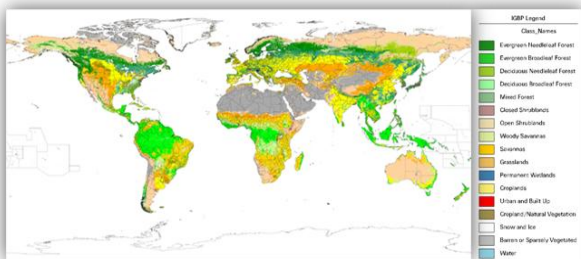 IGBP Legend
Class_Names
Evergreen Needleleaf Forest
Evergreen Broadleaf Forest
Deciduous Needleleaf Forest
Deciduous Broadleaf Forest
Mixed Forest
Closed Shrublands
Open Shrublands
Woody Savannas
Savannas
Grasslands
Permanent Wetlands
Croplands
Urban and Built Up
Cropland/Natural Vegetation
Snow and Ice
Barren or Sparsely Vegetated
Water